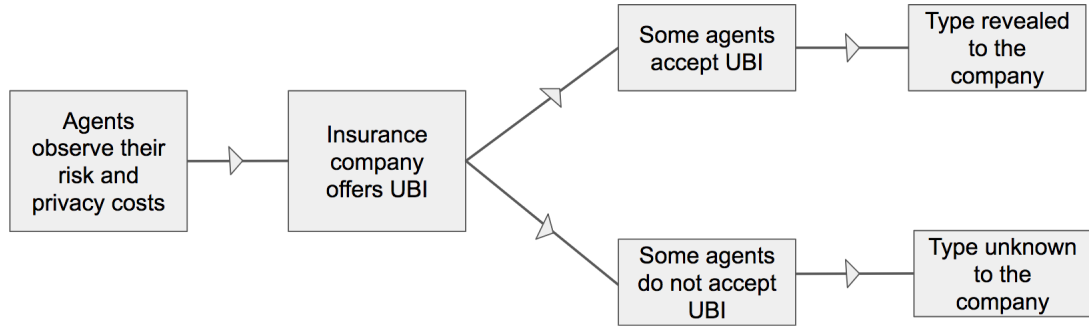 Agents
observe their
risk and
privacy costs
Insurance
company
offers UBI
Some agents
accept UBI
Type revealed
to the
company
Some agents
do not accept
UBI
Type unknown
to the
company